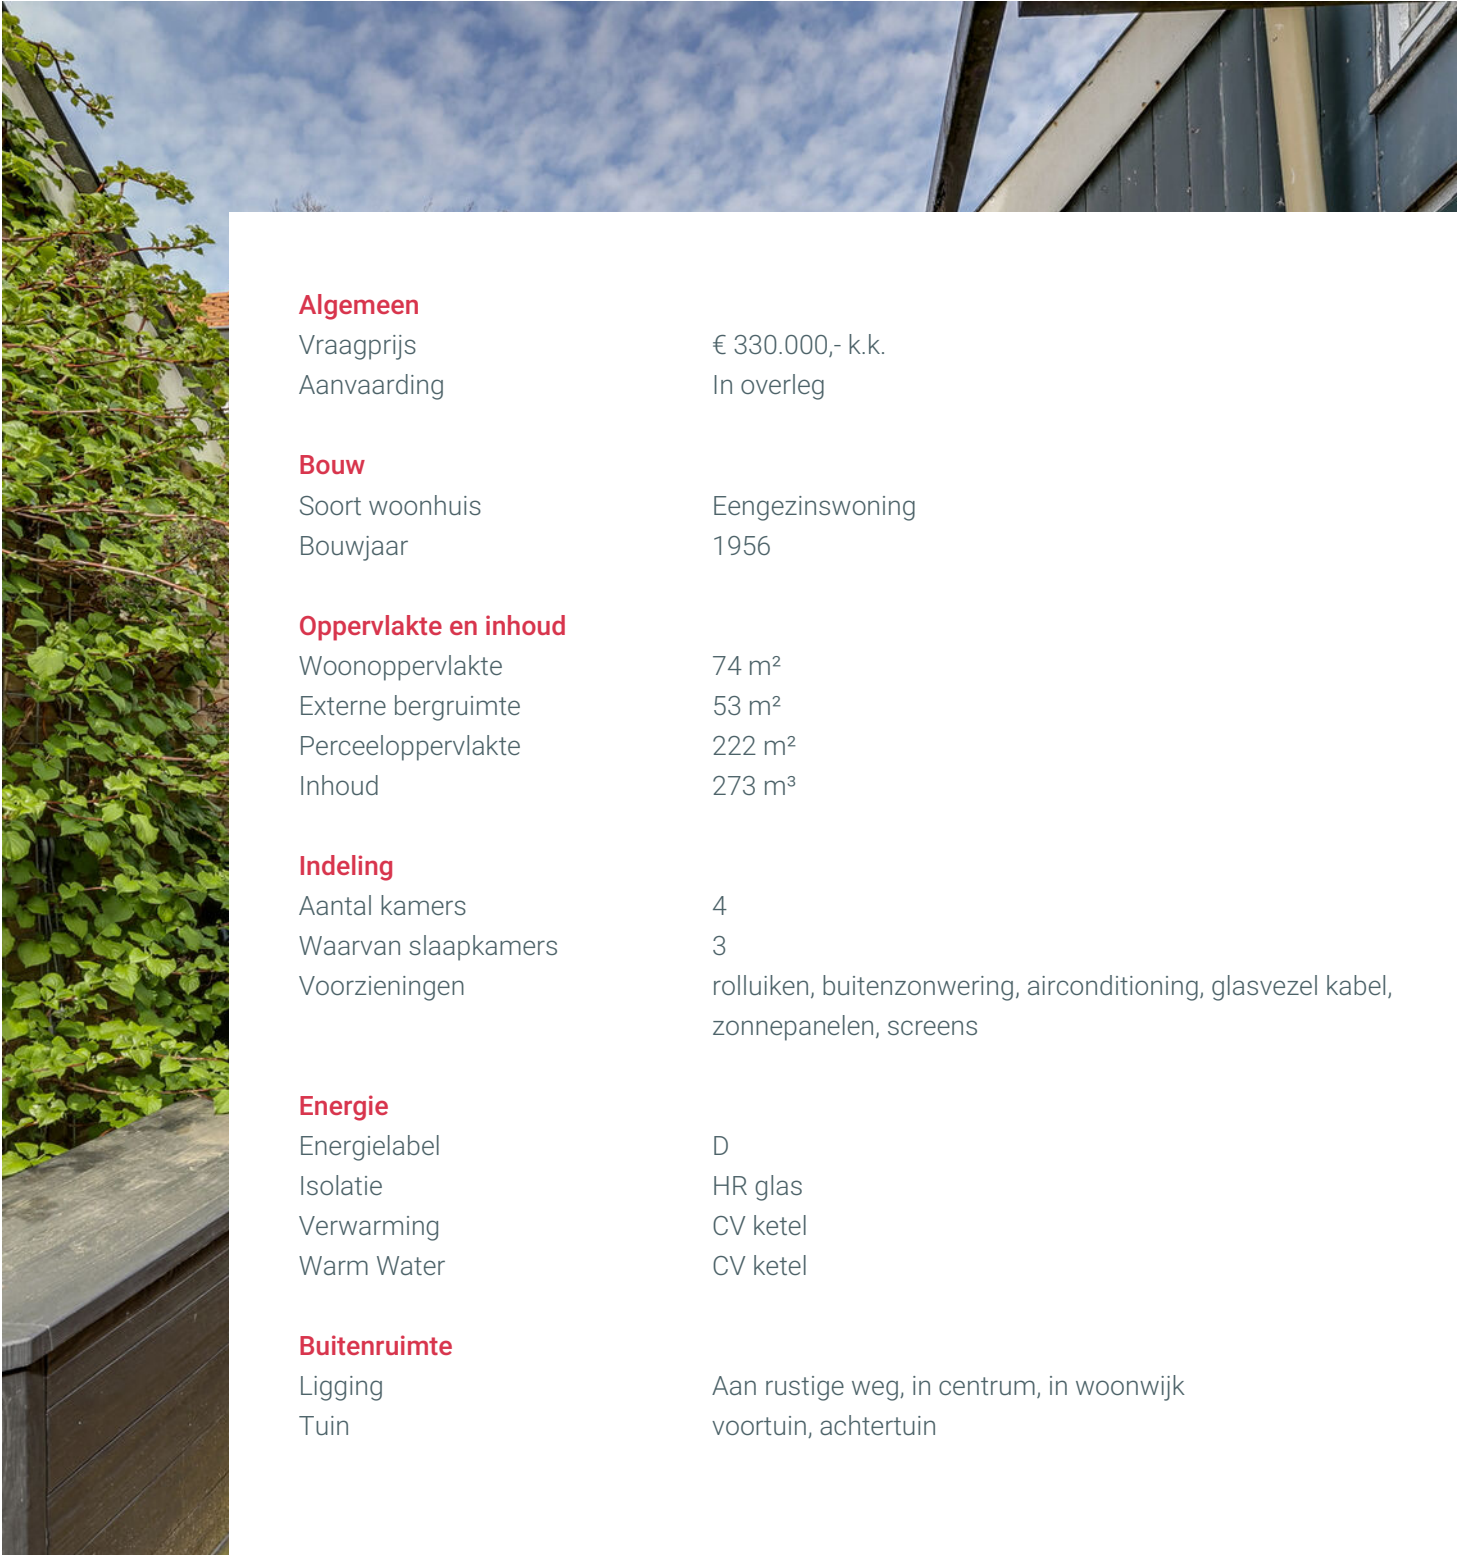 Algemeen
Vraagprijs € 330.000,- k.k.
Aanvaarding In overleg
Bouw
Soort woonhuis Eengezinswoning
Bouwjaar 1956
Oppervlakte en inhoud
Woonoppervlakte 74 m²
Externe bergruimte 53 m²
Perceeloppervlakte 222 m²
Inhoud 273 m³
Indeling
Aantal kamers 4
Waarvan slaapkamers 3
Voorzieningen rolluiken, buitenzonwering, airconditioning, glasvezel kabel,
zonnepanelen, screens
Energie
Energielabel D
Isolatie HR glas
Verwarming CV ketel
Warm Water CV ketel
Buitenruimte
Ligging Aan rustige weg, in centrum, in woonwijk
Tuin voortuin, achtertuin